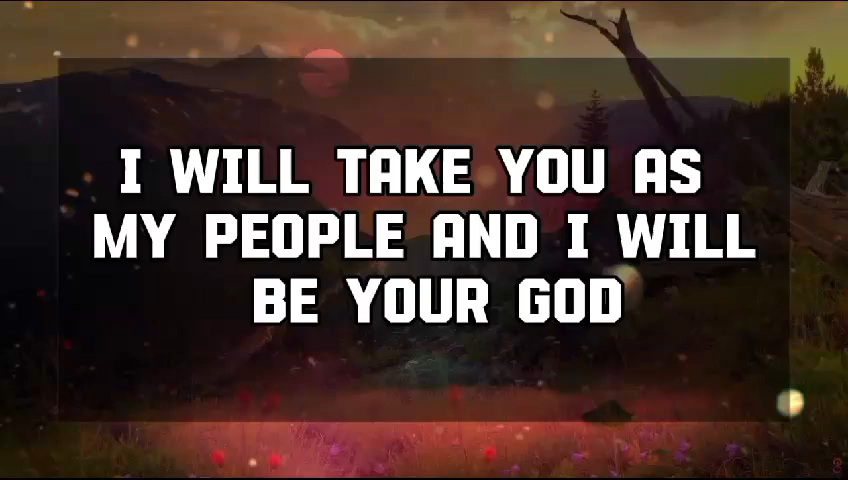 I WILL TAKE YOU AS
MY PEOPLE AND I WILL
BE YOUR GOD